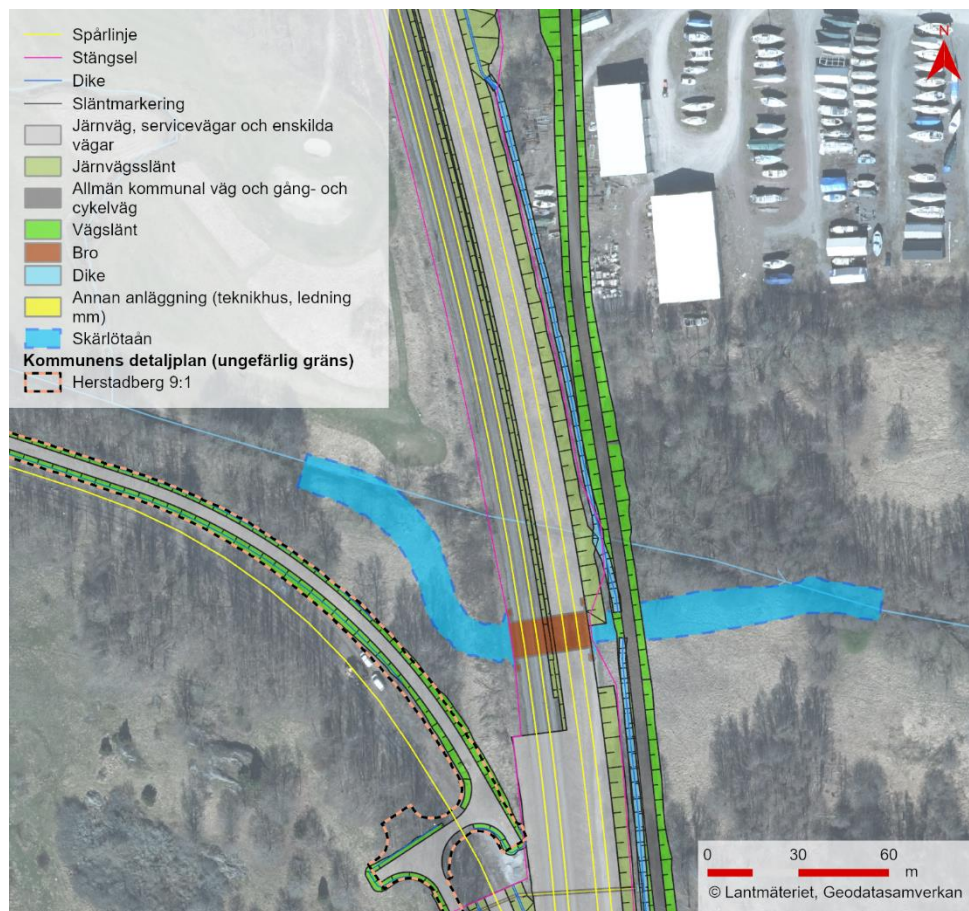 Spårlinje
Stängsel
Dike
Släntmarkering
Järnväg, servicevägar och enskilda
vägar
Järnvägsslänt
Allmän kommunal väg och gång- och
cykelväg
Vägslänt
Bro
Dike
Annan anläggning (teknikhus, ledning
mm)
Skärlötaån
Kommunens detaljplan (ungefärlig gräns)
Herstadberg 9:1
N
0 30 60
m
© Lantmäteriet, Geodatasamverkan